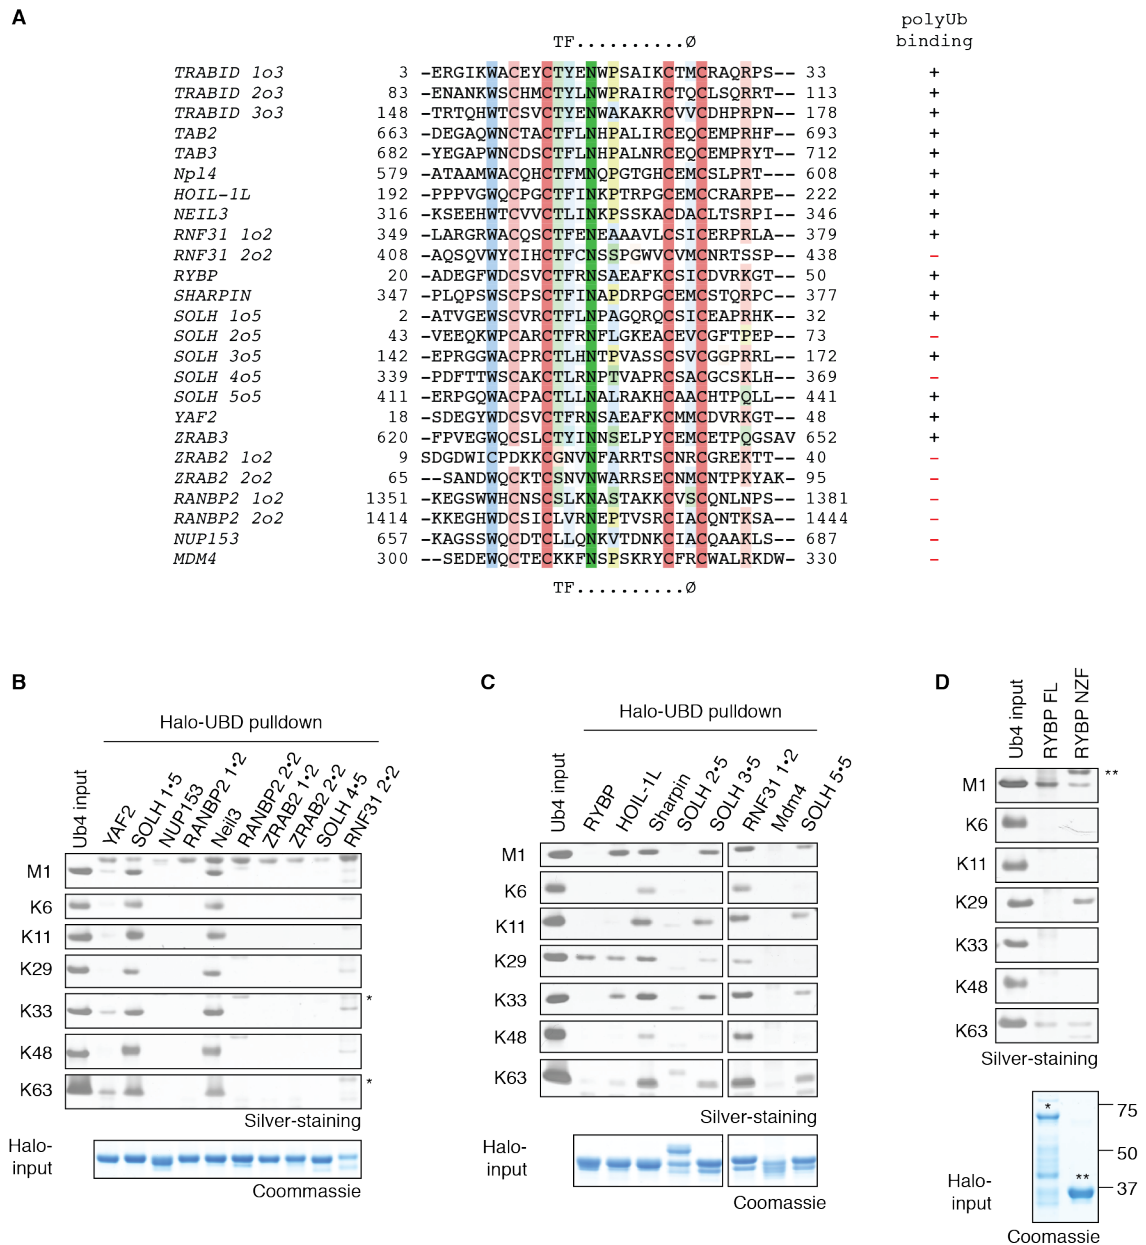 A
polyUb
binding
TF..........Ø
TRABID 1o3 3 -ERGIKWACEYCTYENWPSAIKCTMCRAQRPS-- 33 +
TRABID 2o3 83 -ENANKWSCHMCTYLNWPRAIRCTQCLSQRRT-- 113 +
TRABID 3o3 148 -TRTQHWTCSVCTYENWAKAKRCVVCDHPRPN-- 178 +
TAB2 663 -DEGAQWNCTACTFLNHPALIRCEQCEMPRHF-- 693 +
TAB3 682 -YEGAPWNCDSCTFLNHPALNRCEQCEMPRYT-- 712 +
Npl4 579 -ATAAMWACQHCTFMNQPGTGHCEMCSLPRT--- 608 +
HOIL-1L 192 -PPPVGWQCPGCTFINKPTRPGCEMCCRARPE-- 222 +
NEIL3 316 -KSEEHWTCVVCTLINKPSSKACDACLTSRPI-- 346 +
RNF31 1o2 349 -LARGRWACQSCTFENEAAAVLCSICERPRLA-- 379 +
RNF31 2o2 408 -AQSQVWYCIHCTFCNSSPGWVCVMCNRTSSP-- 438 –
RYBP 20 -ADEGFWDCSVCTFRNSAEAFKCSICDVRKGT-- 50 +
SHARPIN 347 -PLQPSWSCPSCTFINAPDRPGCEMCSTQRPC-- 377 +
SOLH 1o5 2 -ATVGEWSCVRCTFLNPAGQRQCSICEAPRHK-- 32 +
SOLH 2o5 43 -VEEQKWPCARCTFRNFLGKEACEVCGFTPEP-- 73 –
SOLH 3o5 142 -EPRGGWACPRCTLHNTPVASSCSVCGGPRRL-- 172 +
SOLH 4o5 339 -PDFTTWSCAKCTLRNPTVAPRCSACGCSKLH-- 369 –
SOLH 5o5 411 -ERPGQWACPACTLLNALRAKHCAACHTPQLL-- 441 +
YAF2 18 -SDEGYWDCSVCTFRNSAEAFKCMMCDVRKGT-- 48 +
ZRAB3 620 -FPVEGWQCSLCTYINNSELPYCEMCETPQGSAV 652 +
ZRAB2 1o2 9 SDGDWICPDKKCGNVNFARRTSCNRCGREKTT-- 40 –
ZRAB2 2o2 65 ---SANDWQCKTCSNVNWARRSECNMCNTPKYAK- 95 –
RANBP2 1o2 1351 -KEGSWWHCNSCSLKNASTAKKCVSCQNLNPS-- 1381 –
RANBP2 2o2 1414 -KKEGHWDCSICLVRNEPTVSRCIACQNTKSA-- 1444 –
NUP153 657 -KAGSSWQCDTCLLQNKVTDNKCIACQAAKLS-- 687 –
MDM4 300 ---SEDEWQCTECKKFNSPSKRYCFRCWALRKDW- 330 –
TF..........Ø
B
Halo-UBD pulldown
Ub4 input
YAF2
SOLH 1•5
NUP153
RANBP2 1•2
Neil3
RANBP2 2•2
ZRAB2 1•2
ZRAB2 2•2
SOLH 4•5
RNF31 2•2
M1
K6
K11
K29
K33 *
K48
K63 *
Silver-staining
Halo-
input
Coommassie
C
Halo-UBD pulldown
Ub4 input
RYBP
HOIL-1L
Sharpin
SOLH 2•5
SOLH 3•5
RNF31 1•2
Mdm4
SOLH 5•5
M1
K6
K11
K29
K33
K48
K63
Silver-staining
Halo-
input
Coomassie
D
Ub4 input
RYBP FL
RYBP NZF
M1 **
K6
K11
K29
K33
K48
K63
Silver-staining
* 75
50
** 37
Halo-
input
Coomassie